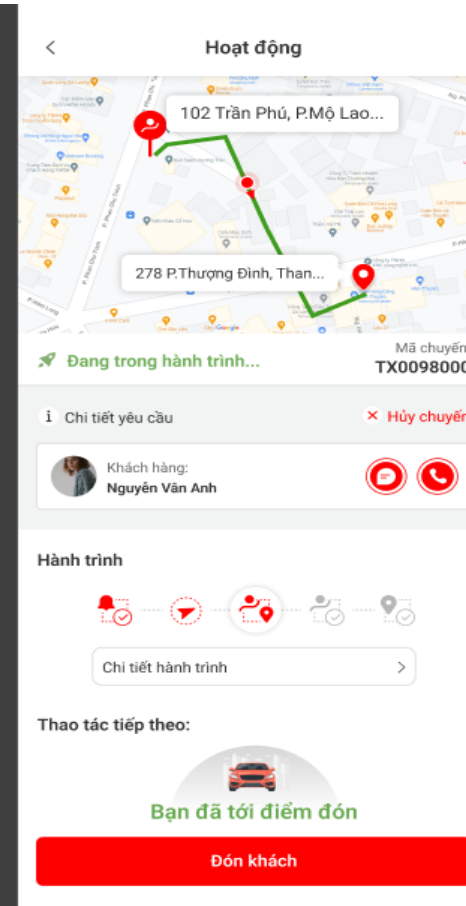 Hoạt động
102 Trần Phú, P.Mộ Lao...
278 P.Thượng Đình, Than...
Google
Đang trong hành trình...
Mã chuyến
TX0098000
i Chi tiết yêu cầu
Hủy chuyến
Khách hàng:
Nguyễn Vân Anh
Hành trình
Chi tiết hành trình
Thao tác tiếp theo:
Bạn đã tới điểm đón
Đón khách